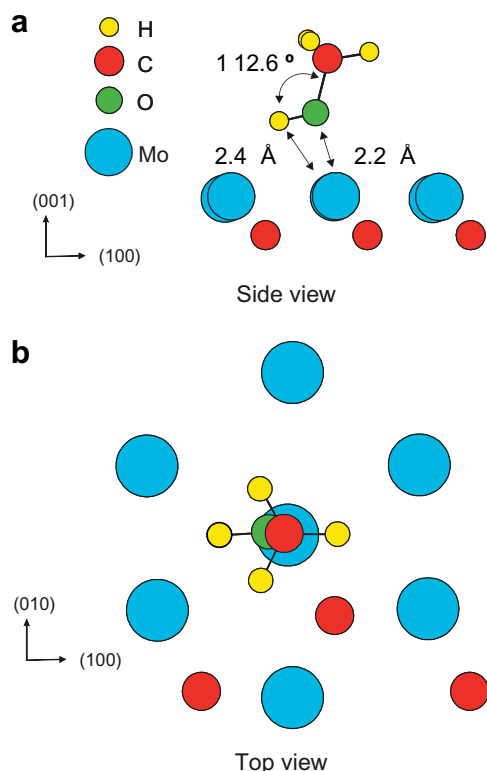 a
H
C
O
Mo
1 12.6 º
2.4 Å
2.2 Å
(001)
(100)
Side view
b
(010)
(100)
Top view